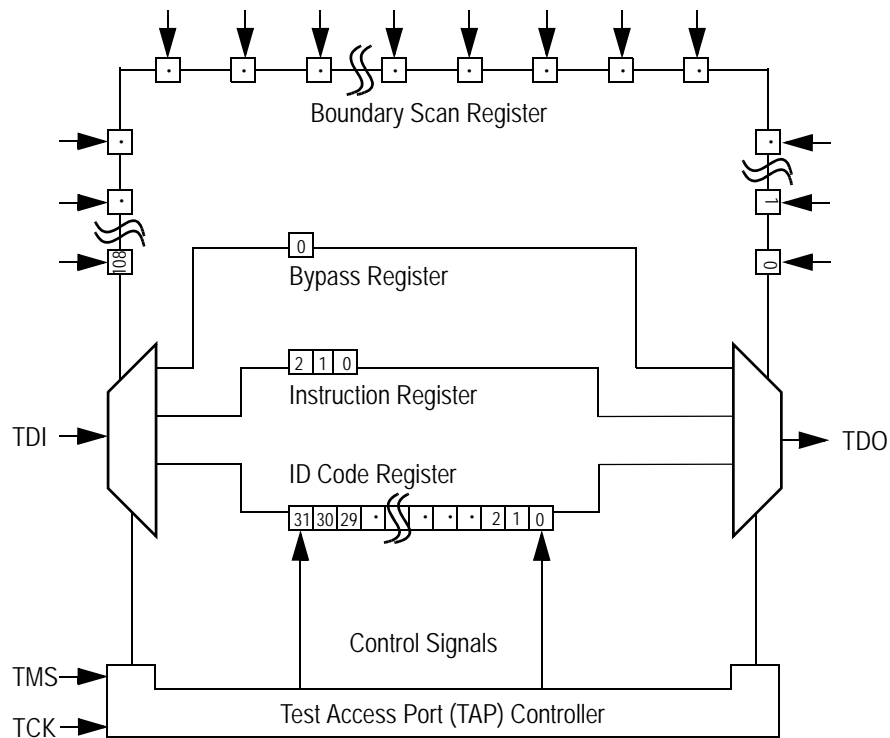 Boundary Scan Register
1
108
0
0
Bypass Register
2 1 0
Instruction Register
TDI
TDO
ID Code Register
31 30 29 · · · · 2 1 0
Control Signals
TMS
TCK
Test Access Port (TAP) Controller